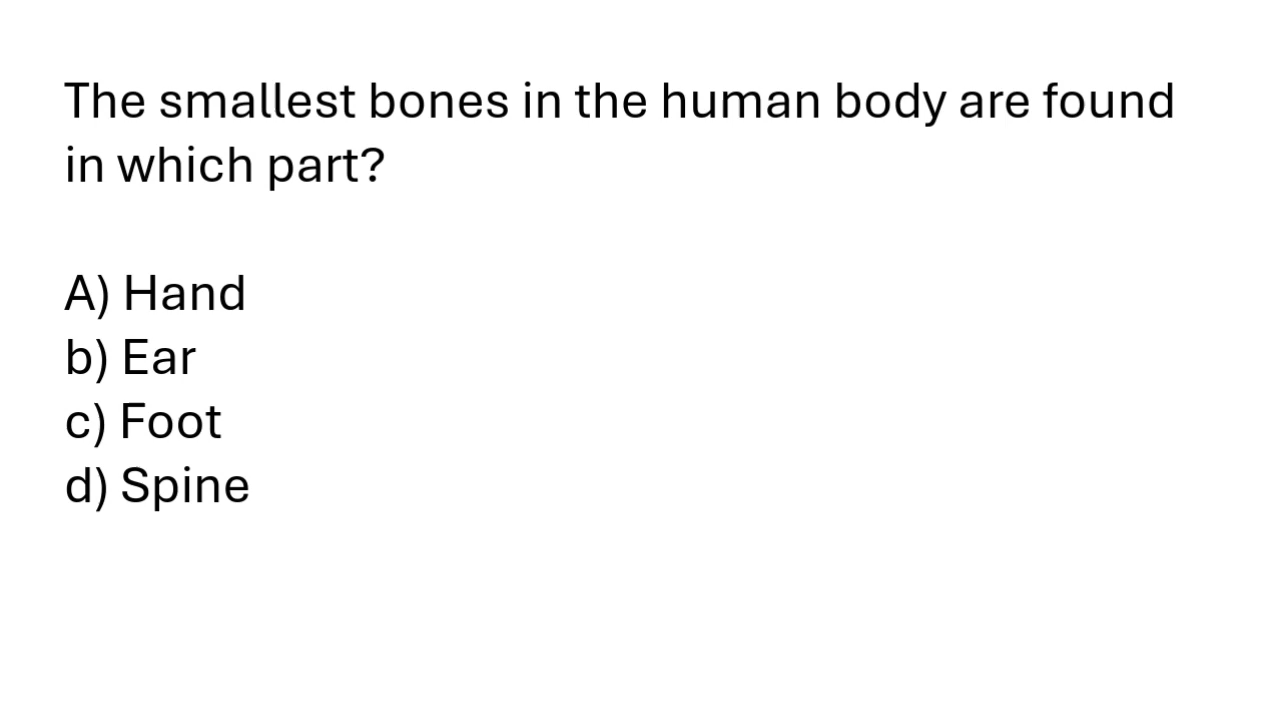 The smallest bones in the human body are found
in which part?
A) Hand
b) Ear
c) Foot
d) Spine